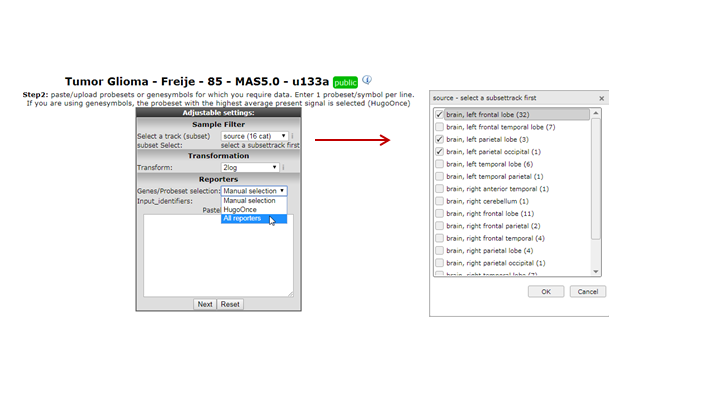 Tumor Glioma - Freije - 85 - MAS5.0 - u133a public i
Step2: paste/upload probesets or genesymbols for which you require data. Enter 1 probeset/symbol per line.
If you are using genesymbols, the probeset with the highest average present signal is selected (HugoOnce)
Adjustable settings:
Sample Filter
Select a track (subset) source (16 cat) i
subset Select: select a subsettrack first
Transformation
Transform: 2log i
Reporters
Genes/Probeset selection: Manual selection
Manual selection
Input_identifiers: HugoOnce
Paste All reporters
Next Reset
source - select a subsettrack first x
brain, left frontal lobe (32)
brain, left frontal temporal lobe (7)
brain, left parietal lobe (3)
brain, left parietal occipital (1)
brain, left temporal lobe (6)
brain, left temporal parietal (1)
brain, right anterior temporal (1)
brain, right cerebellum (1)
brain, right frontal lobe (11)
brain, right frontal parietal (2)
brain, right frontal temporal (4)
brain, right parietal lobe (4)
brain, right parietal occipital (1)
brain, right temporal lobe (7)
OK Cancel